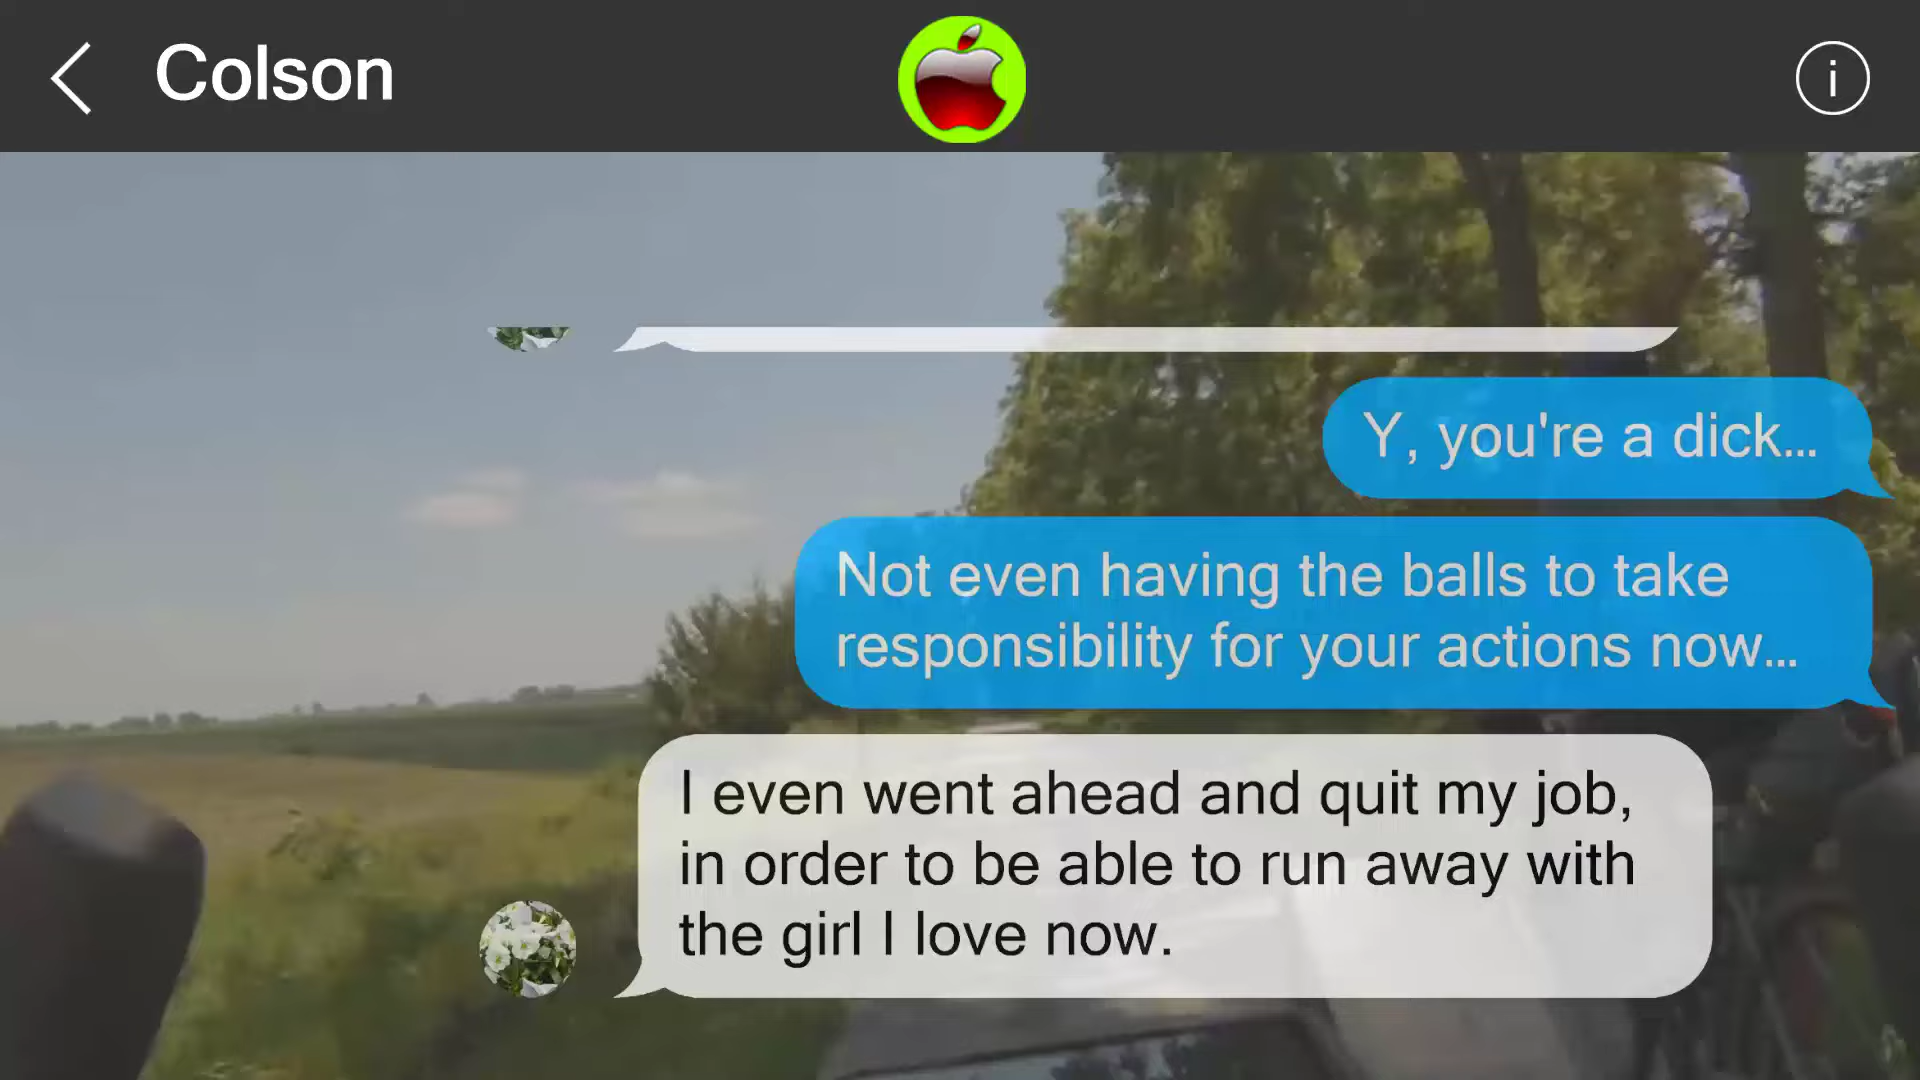 Colson
i
Y, you're a dick...
Not even having the balls to take
responsibility for your actions now...
I even went ahead and quit my job,
in order to be able to run away with
the girl I love now.